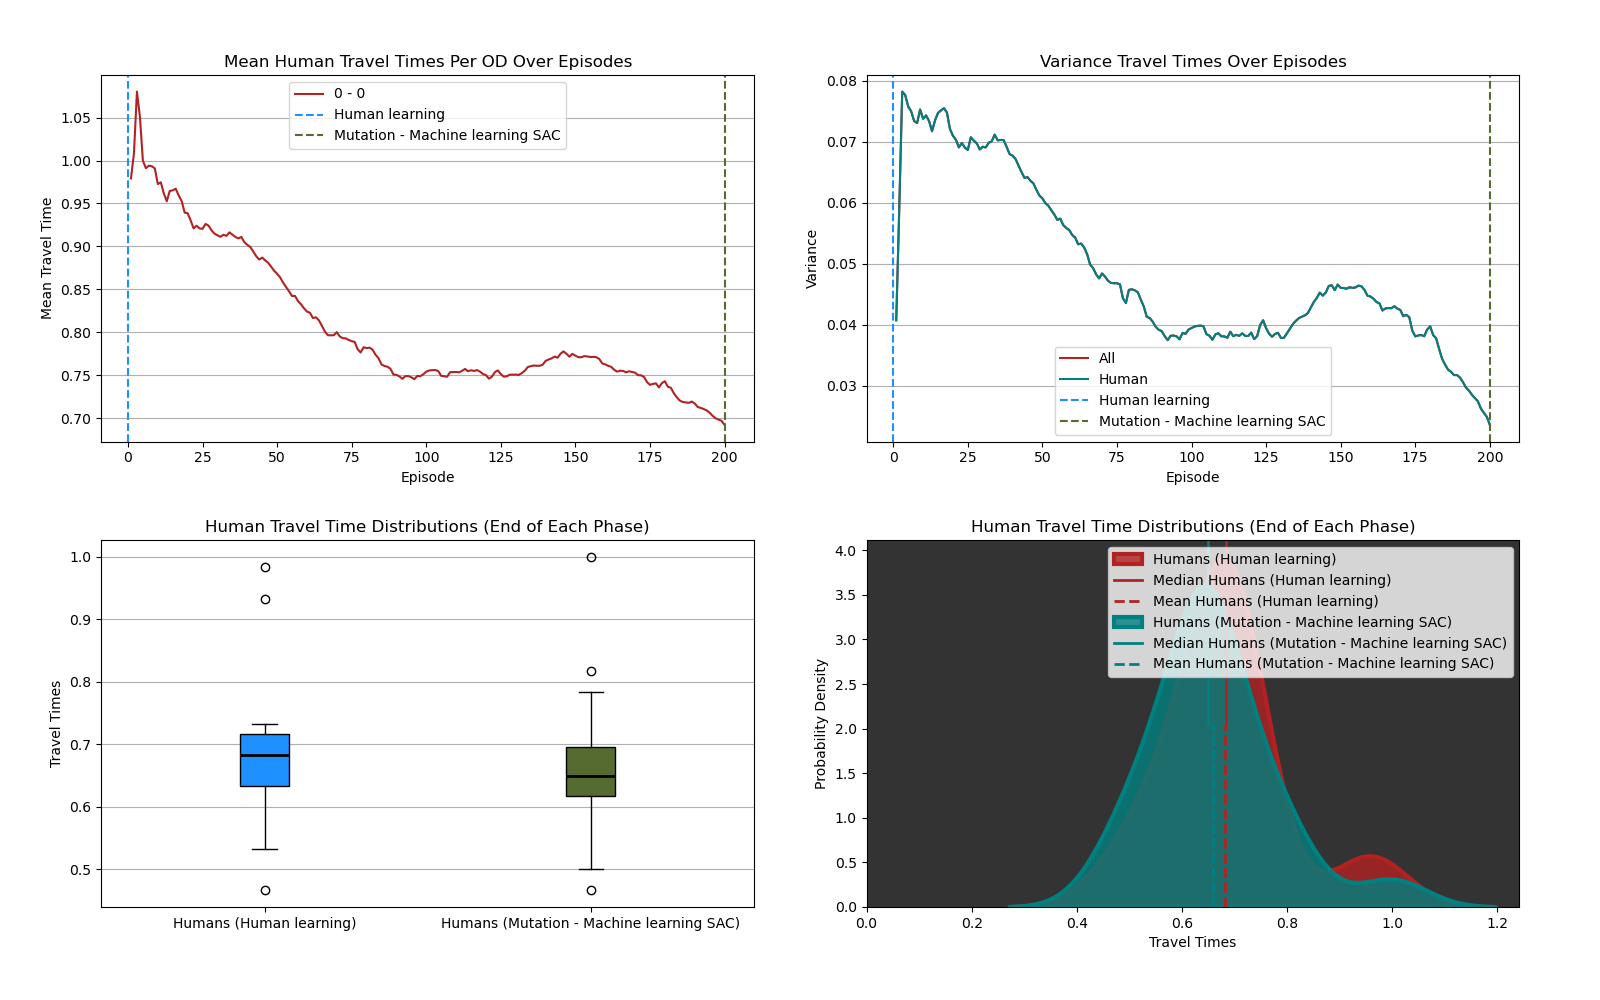 Mean Human Travel Times Per OD Over Episodes
0 - 0
Human learning
Mutation - Machine learning SAC
1.05
1.00
0.95
0.90
0.85
0.80
0.75
0.70
Mean Travel Time
0 25 50 75 100 125 150 175 200
Episode
Variance Travel Times Over Episodes
0.08
0.07
0.06
0.05
0.04
0.03
Variance
All
Human
Human learning
Mutation - Machine learning SAC
0 25 50 75 100 125 150 175 200
Episode
Human Travel Time Distributions (End of Each Phase)
1.0
0.9
0.8
0.7
0.6
0.5
Travel Times
Humans (Human learning) Humans (Mutation - Machine learning SAC)
Human Travel Time Distributions (End of Each Phase)
4.0
3.5
3.0
2.5
2.0
1.5
1.0
0.5
0.0
Probability Density
Humans (Human learning)
Median Humans (Human learning)
Mean Humans (Human learning)
Humans (Mutation - Machine learning SAC)
Median Humans (Mutation - Machine learning SAC)
Mean Humans (Mutation - Machine learning SAC)
0.0 0.2 0.4 0.6 0.8 1.0 1.2
Travel Times